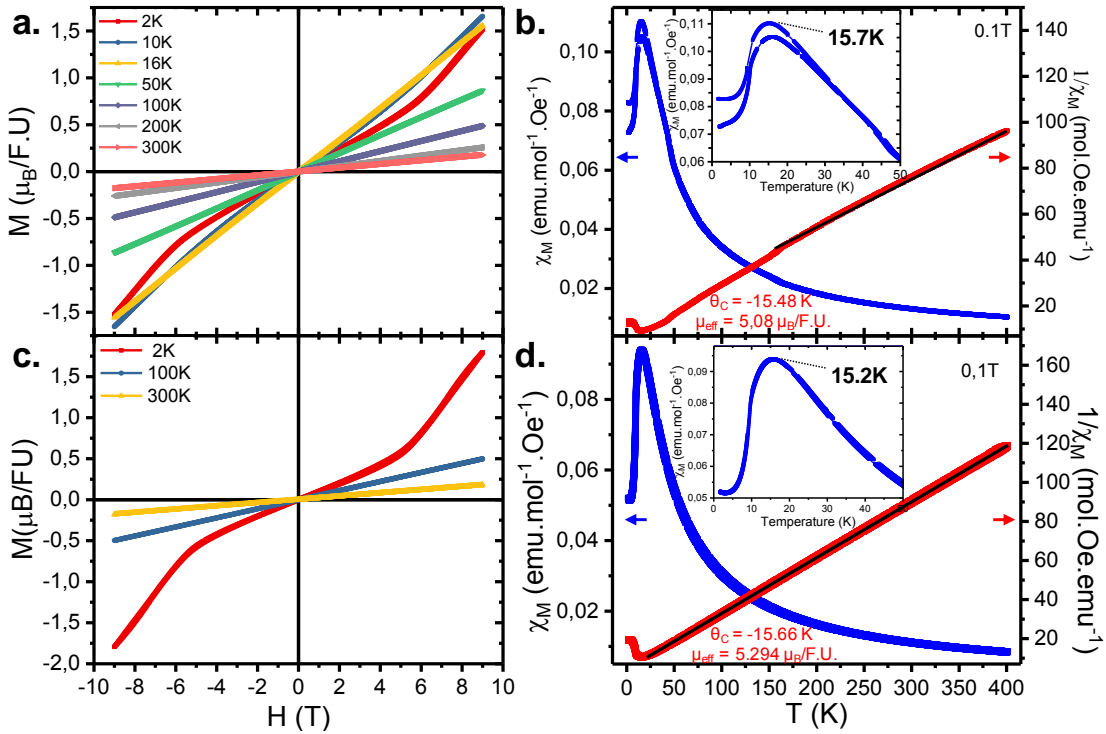 a.
2K
10K
16K
50K
100K
200K
300K
M (μB/F.U)
1,5
1,0
0,5
0,0
-0,5
-1,0
-1,5
b.
0.1T
χM (emu.mol-1.Oe-1)
0,10
0,08
0,06
0,04
0,02
1/χM (mol.Oe.emu-1)
140
120
100
80
60
40
20
15.7K
χM (emu.mol-1.Oe-1)
0,11
0,10
0,09
0,08
0,07
0,06
0 10 20 30 40 50
Temperature (K)
θC = -15.48 K
μeff = 5,08 μB/F.U.
c.
2K
100K
300K
M(μB/FU)
1,5
1,0
0,5
0,0
-0,5
-1,0
-1,5
-2,0
-10 -8 -6 -4 -2 0 2 4 6 8 10
H (T)
d.
0,1T
χM (emu.mol-1.Oe-1)
0,08
0,06
0,04
0,02
1/χM (mol.Oe.emu-1)
160
140
120
100
80
60
40
20
15.2K
χM (emu.mol-1.Oe-1)
0,09
0,08
0,07
0,06
0,05
0 10 20 30 40 50
Temperature (K)
θC = -15.66 K
μeff = 5.294 μB/F.U.
0 50 100 150 200 250 300 350 400
T (K)